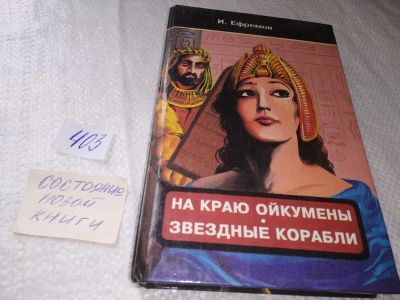 И. Ефремов
403
СОСТОЯНИЕ
НОВОЙ
КНИГИ
НА КРАЮ ОЙКУМЕНЫ
•
ЗВЕЗДНЫЕ КОРАБЛИ